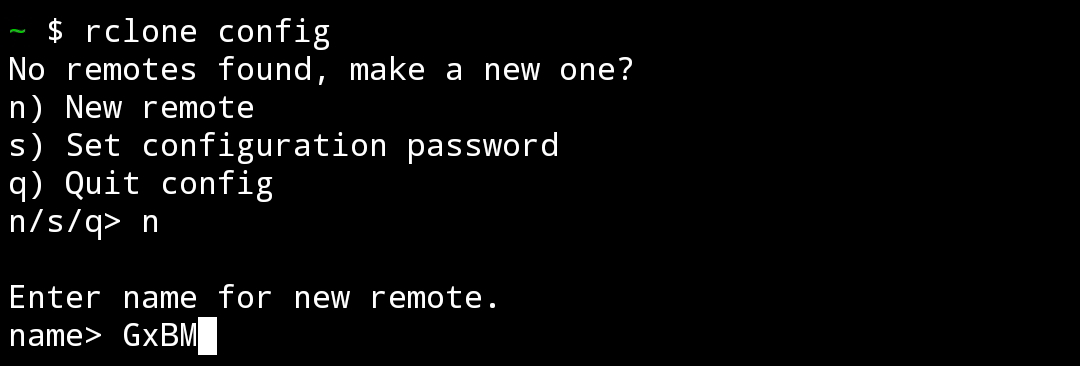 ~ $ rclone config
No remotes found, make a new one?
n) New remote
s) Set configuration password
q) Quit config
n/s/q> n
Enter name for new remote.
name> GxBM